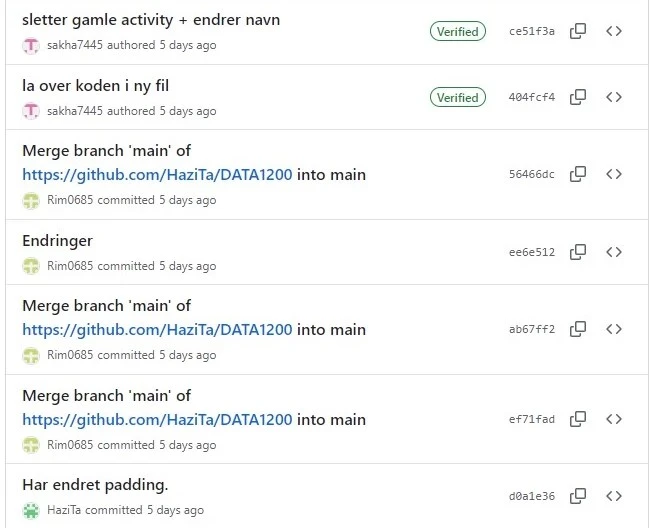 sletter gamle activity + endrer navn
sakha7445 authored 5 days ago
Verified
ce51f3a
la over koden i ny fil
sakha7445 authored 5 days ago
Verified
404fcf4
Merge branch 'main' of
https://github.com/HaziTa/DATA1200 into main
Rim0685 committed 5 days ago
56466dc
Endringer
Rim0685 committed 5 days ago
ee6e512
Merge branch 'main' of
https://github.com/HaziTa/DATA1200 into main
Rim0685 committed 5 days ago
ab67ff2
Merge branch 'main' of
https://github.com/HaziTa/DATA1200 into main
Rim0685 committed 5 days ago
ef71fad
Har endret padding.
HaziTa committed 5 days ago
d0a1e36